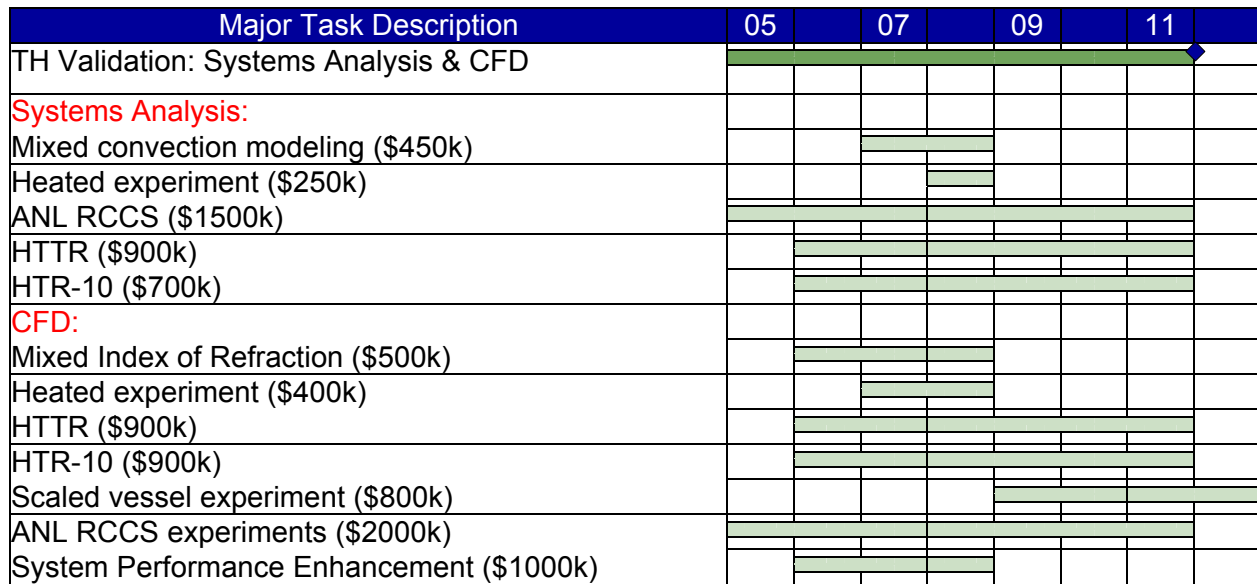 Major Task Description 05 07 09 11
TH Validation: Systems Analysis & CFD
Systems Analysis:
Mixed convection modeling ($450k)
Heated experiment ($250k)
ANL RCCS ($1500k)
HTTR ($900k)
HTR-10 ($700k)
CFD:
Mixed Index of Refraction ($500k)
Heated experiment ($400k)
HTTR ($900k)
HTR-10 ($900k)
Scaled vessel experiment ($800k)
ANL RCCS experiments ($2000k)
System Performance Enhancement ($1000k)